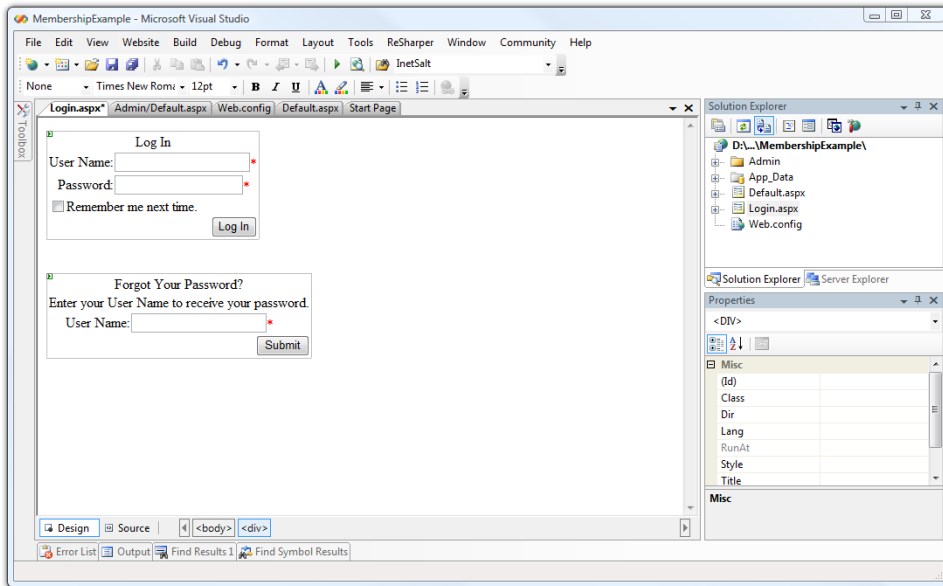 MembershipExample - Microsoft Visual Studio
File Edit View Website Build Debug Format Layout Tools ReSharper Window Community Help
InetSalt
None Times New Roma 12pt B I U A
Toolbox
Login.aspx* Admin/Default.aspx Web.config Default.aspx Start Page
Log In
User Name: *
Password: *
Remember me next time.
Log In
Forgot Your Password?
Enter your User Name to receive your password.
User Name: *
Submit
Design Source <body> <div>
Error List Output Find Results 1 Find Symbol Results
Solution Explorer
D:\...\MembershipExample\
Admin
App_Data
Default.aspx
Login.aspx
Web.config
Solution Explorer Server Explorer
Properties
<DIV>
Misc
(Id)
Class
Dir
Lang
RunAt
Style
Title
Misc